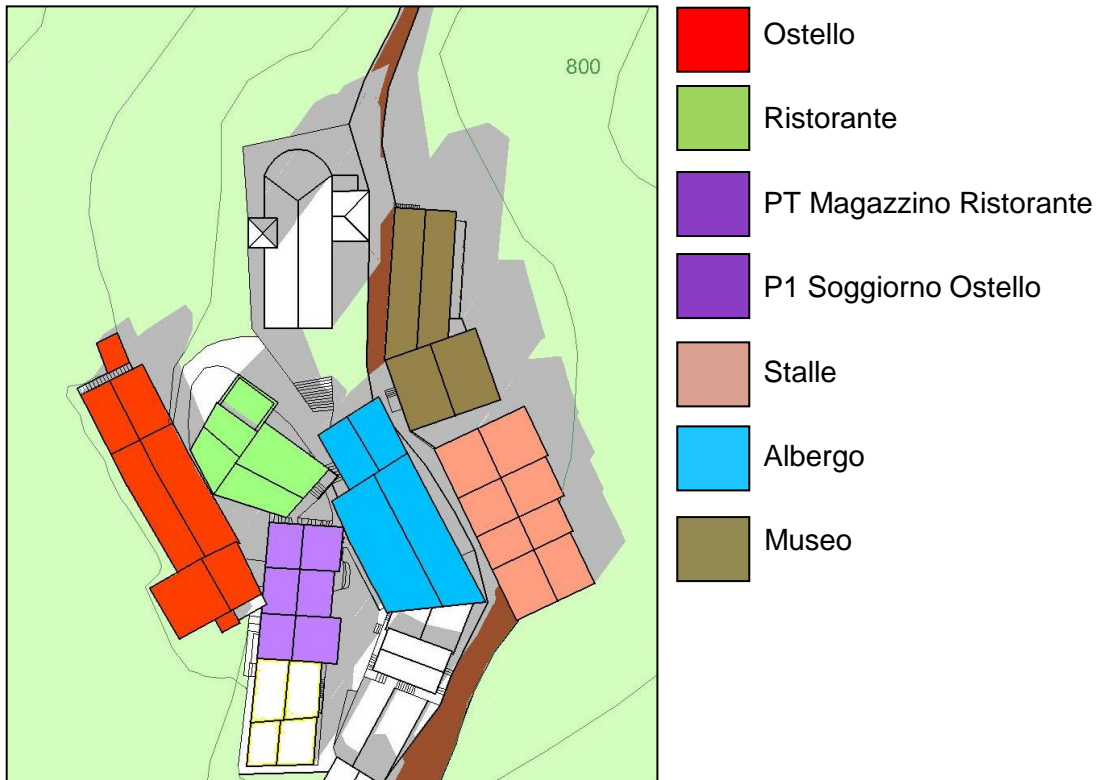 800
Ostello
Ristorante
PT Magazzino Ristorante
P1 Soggiorno Ostello
Stalle
Albergo
Museo